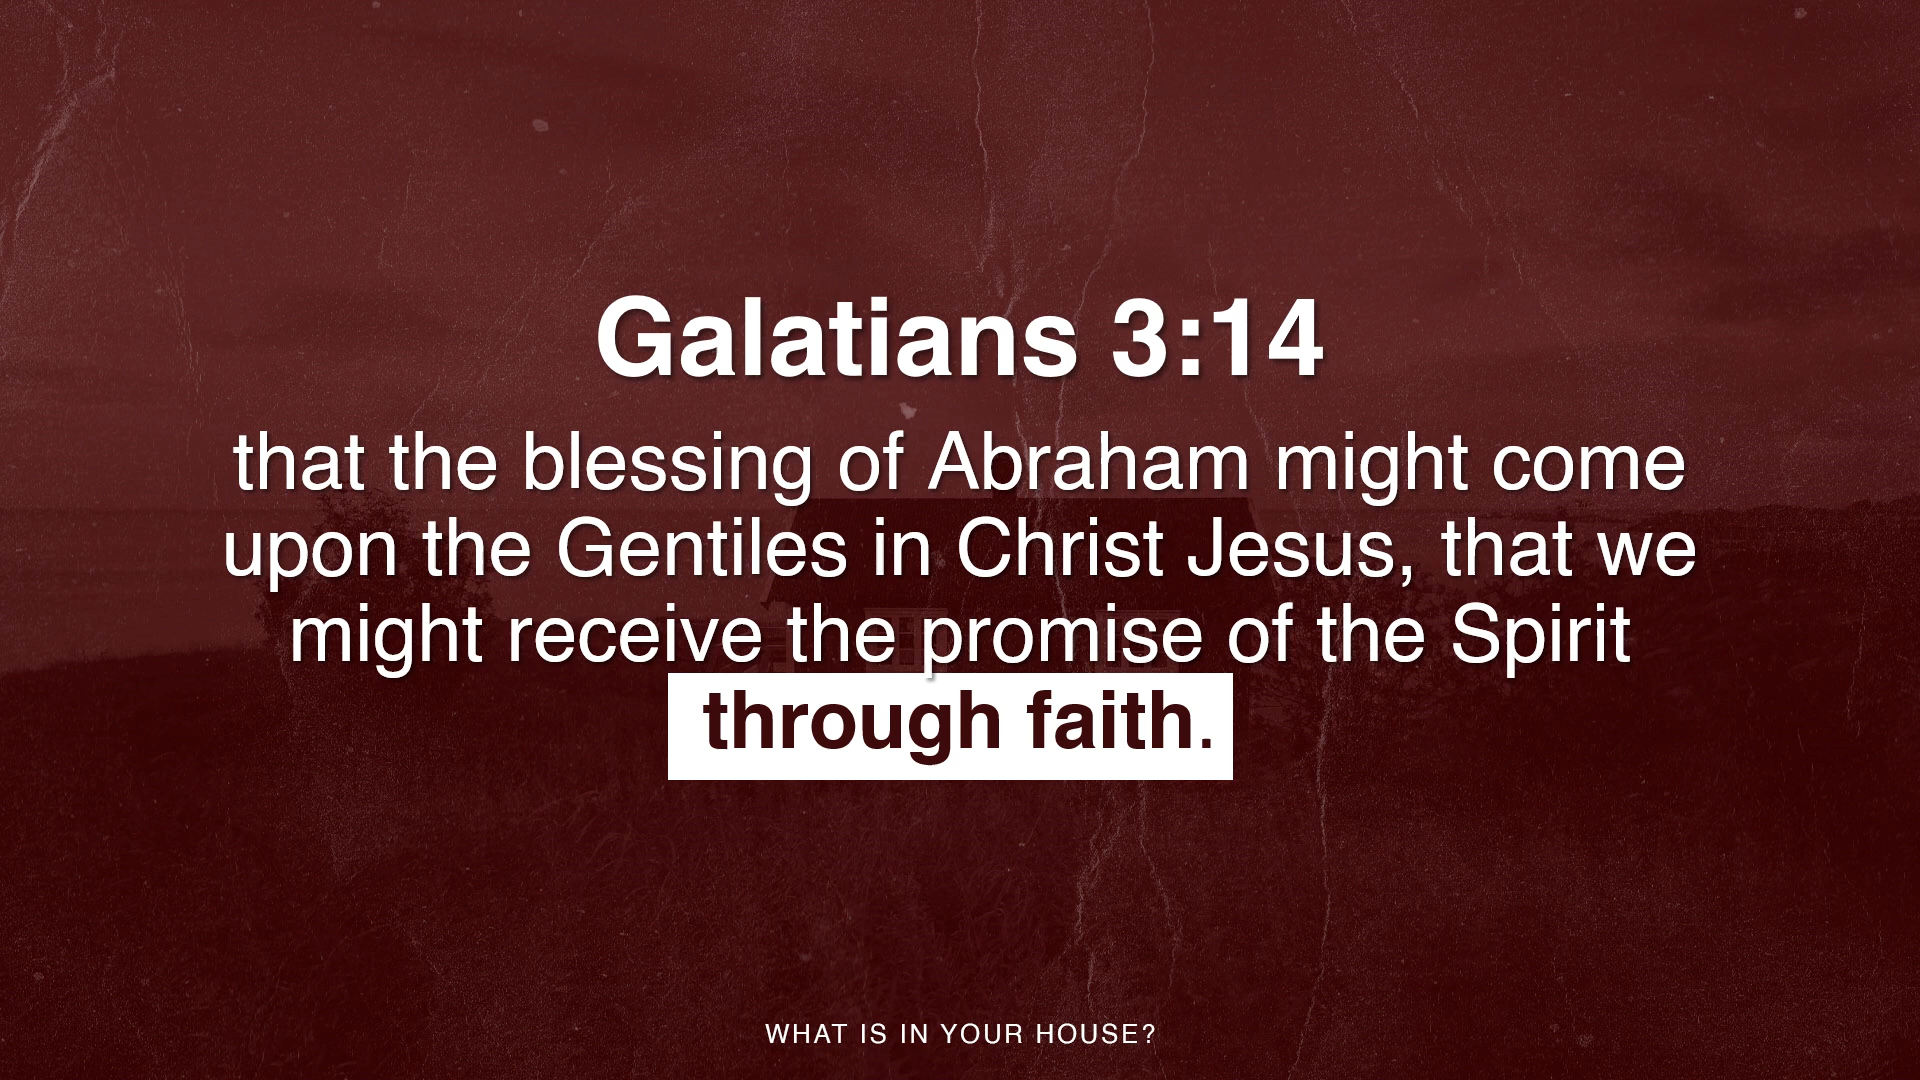 Galatians 3:14
that the blessing of Abraham might come
upon the Gentiles in Christ Jesus, that we
might receive the promise of the Spirit
through faith.
WHAT IS IN YOUR HOUSE?